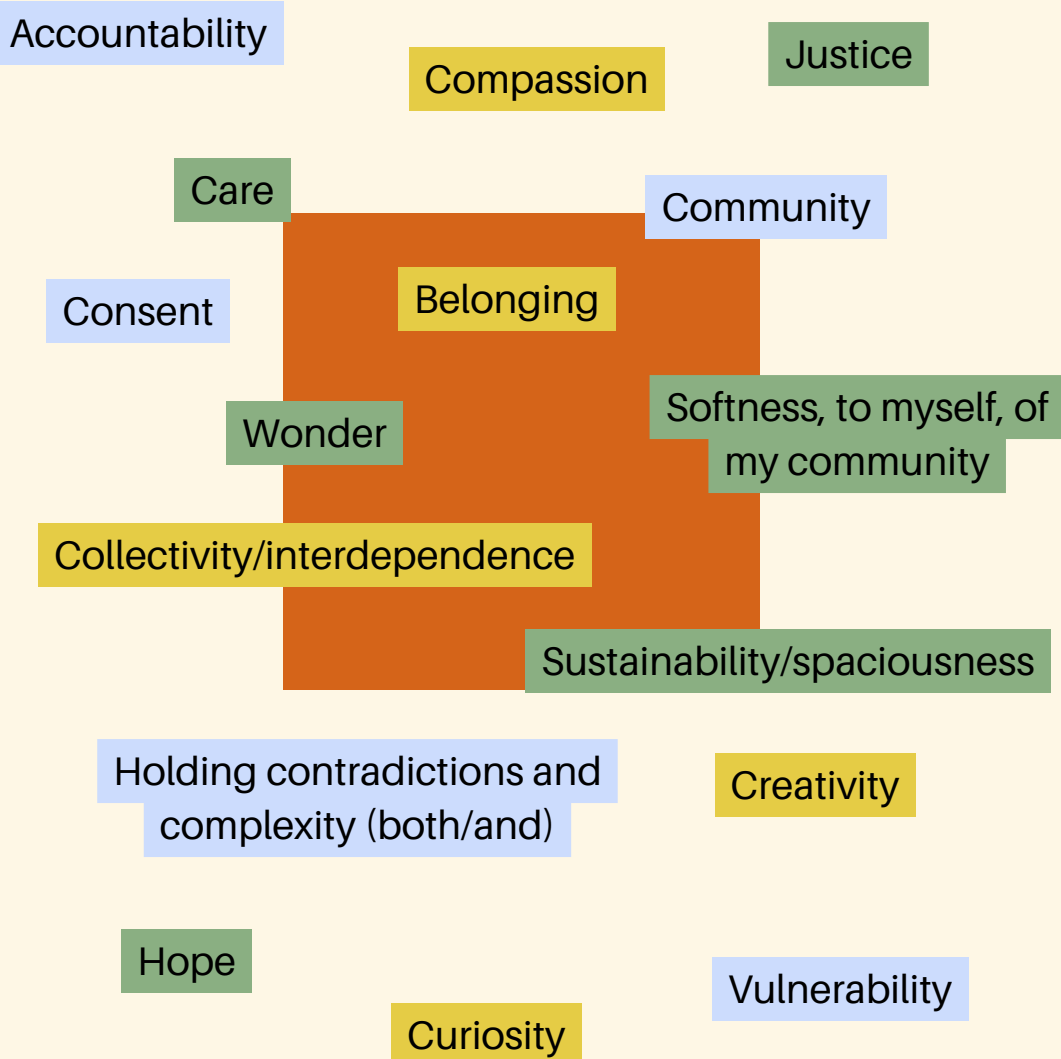 Accountability
Compassion
Justice
Care
Community
Consent
Belonging
Wonder
Softness, to myself, of
my community
Collectivity/interdependence
Sustainability/spaciousness
Holding contradictions and
complexity (both/and)
Creativity
Hope
Vulnerability
Curiosity